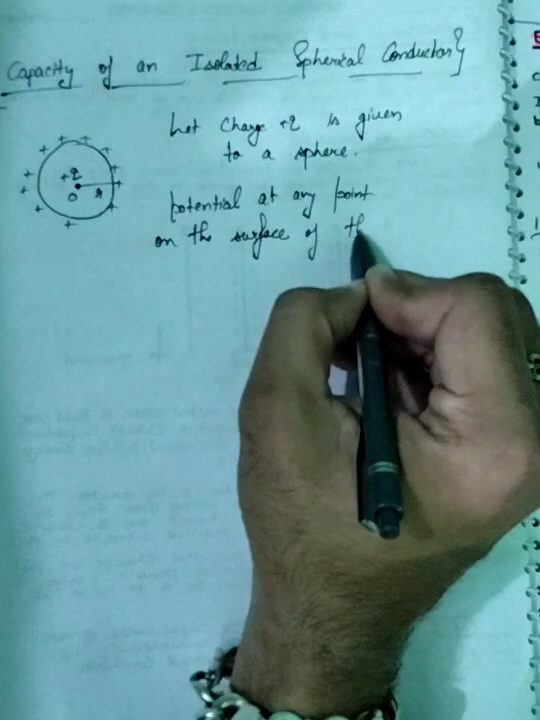 Capacity of an Isolated Spherical Conductor
Let Charge +q is given
to a sphere.
+q
O r
potential at any point
on the surface of th